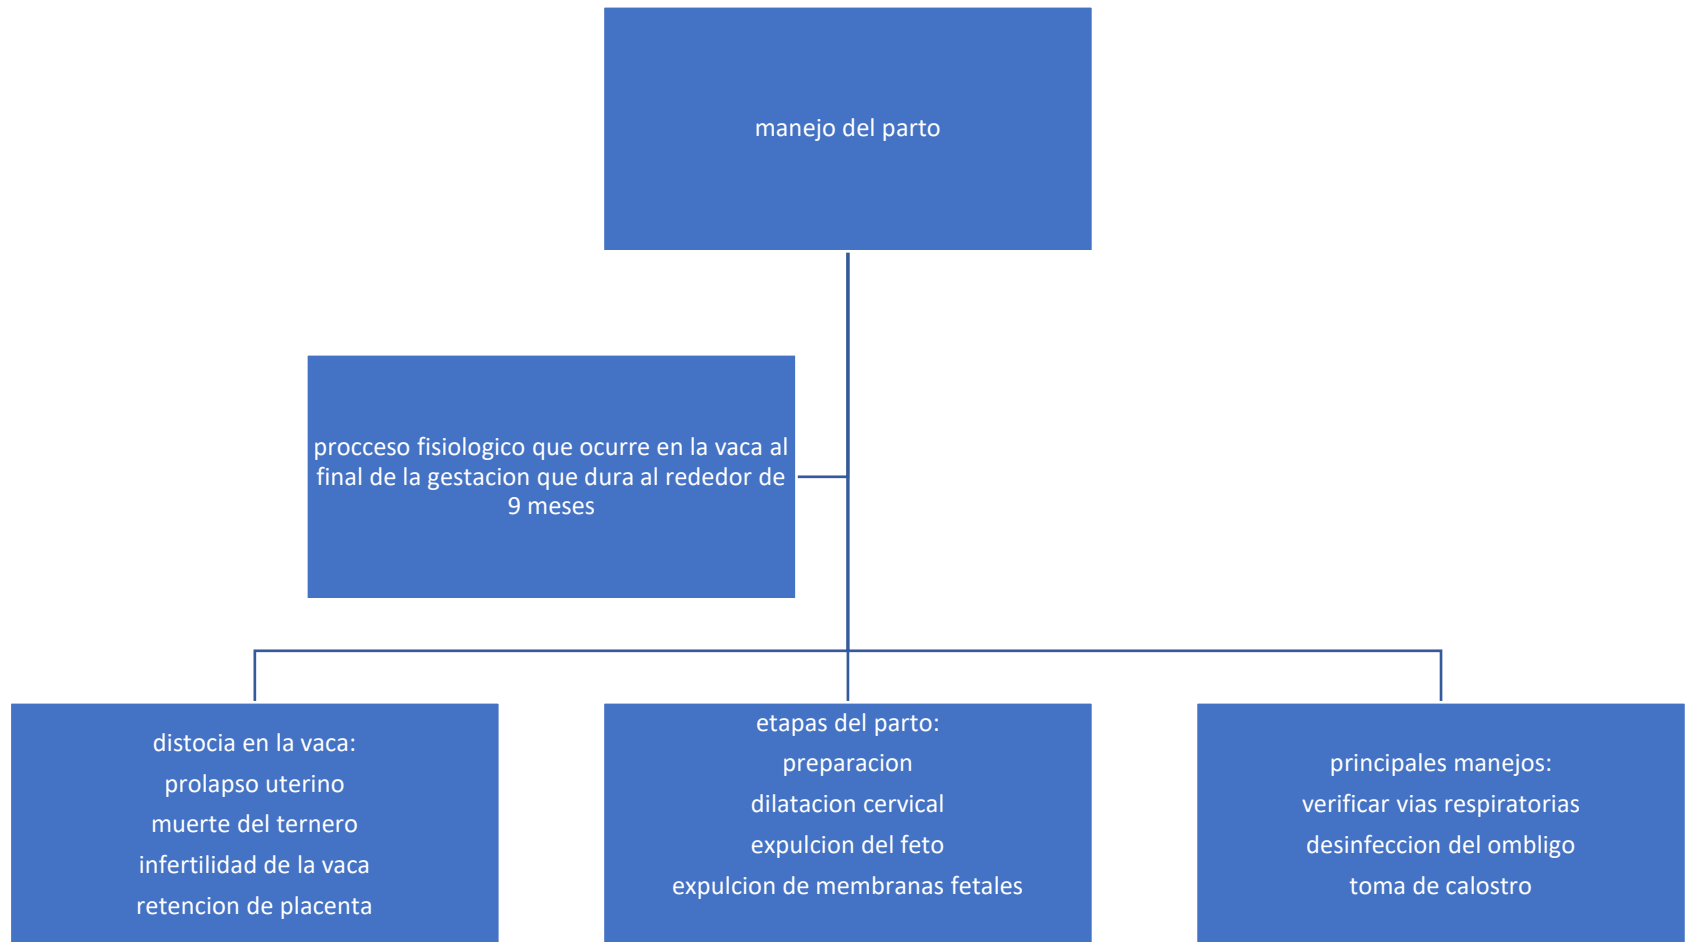 manejo del parto
procceso fisiologico que ocurre en la vaca al
final de la gestacion que dura al rededor de
9 meses
distocia en la vaca:
prolapso uterino
muerte del ternero
infertilidad de la vaca
retencion de placenta
etapas del parto:
preparacion
dilatacion cervical
expulcion del feto
expulcion de membranas fetales
principales manejos:
verificar vias respiratorias
desinfeccion del ombligo
toma de calostro